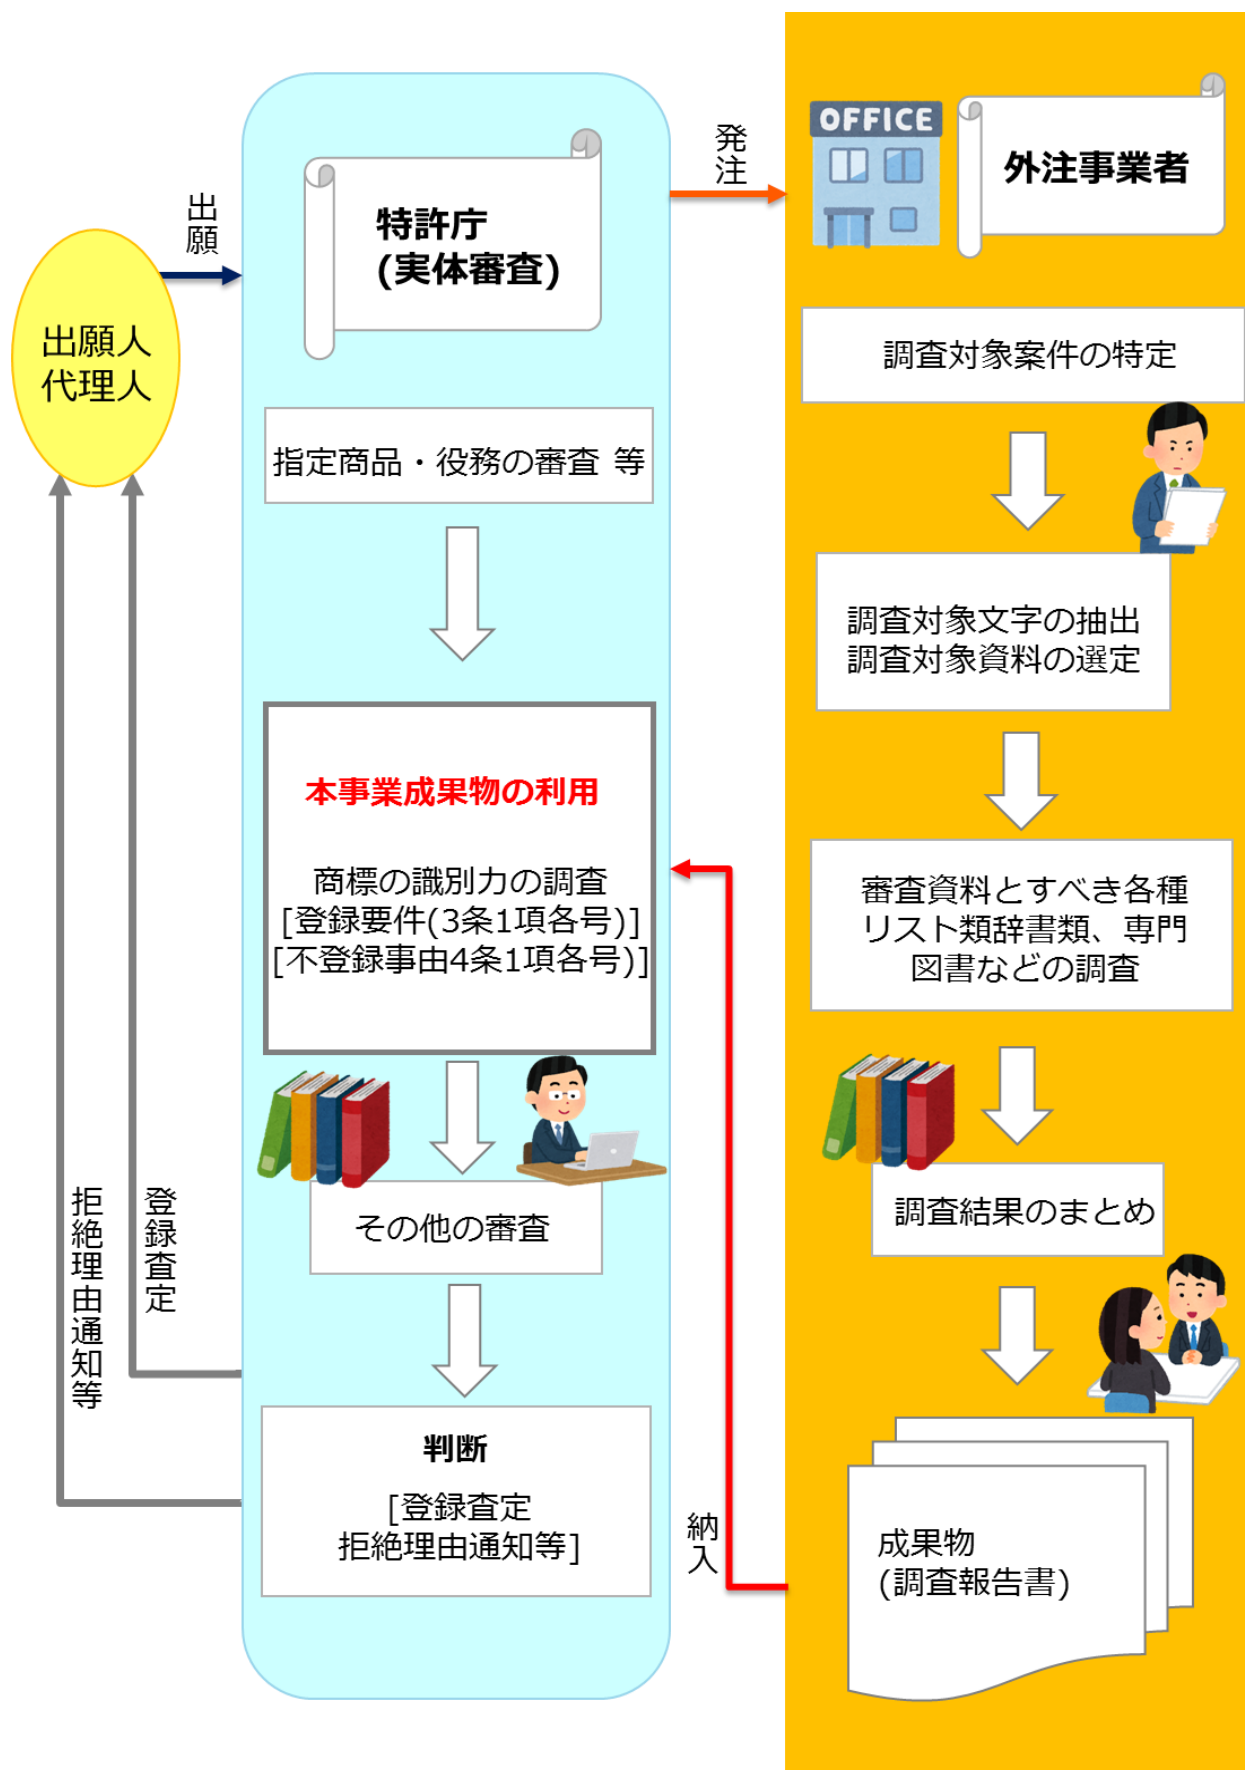 出願人
代理人
出願
特許庁
(実体審査)
指定商品・役務の審査 等
本事業成果物の利用
商標の識別力の調査
[登録要件(3条1項各号)]
[不登録事由4条1項各号)]
その他の審査
判断
[登録査定
拒絶理由通知等]
登録査定
拒絶理由通知等
発注
OFFICE
外注事業者
調査対象案件の特定
調査対象文字の抽出
調査対象資料の選定
審査資料とすべき各種
リスト類辞書類、専門
図書などの調査
調査結果のまとめ
成果物
(調査報告書)
納入